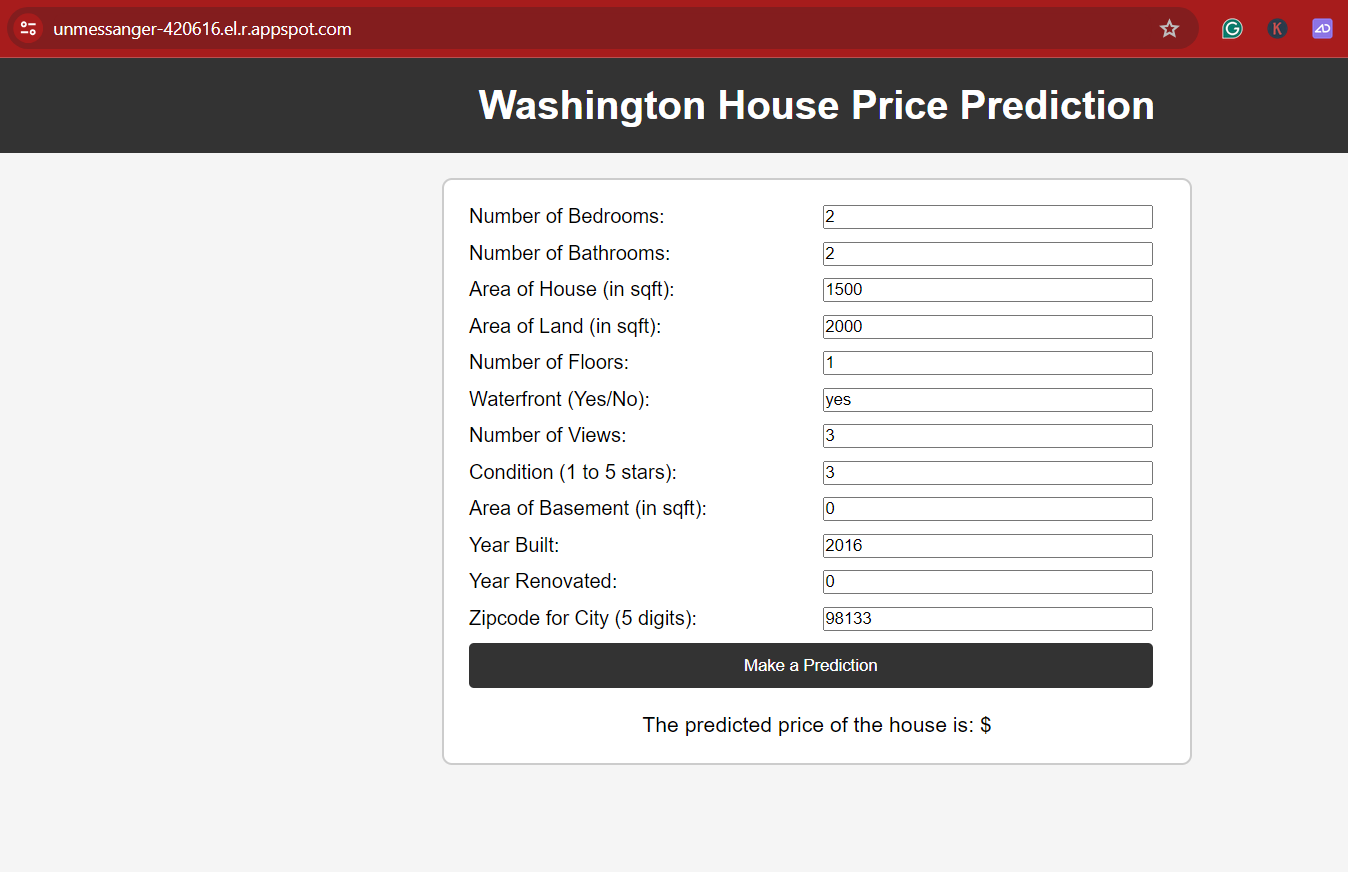 unmessanger-420616.el.r.appspot.com
Washington House Price Prediction
Number of Bedrooms: 2
Number of Bathrooms: 2
Area of House (in sqft): 1500
Area of Land (in sqft): 2000
Number of Floors: 1
Waterfront (Yes/No): yes
Number of Views: 3
Condition (1 to 5 stars): 3
Area of Basement (in sqft): 0
Year Built: 2016
Year Renovated: 0
Zipcode for City (5 digits): 98133
Make a Prediction
The predicted price of the house is: $